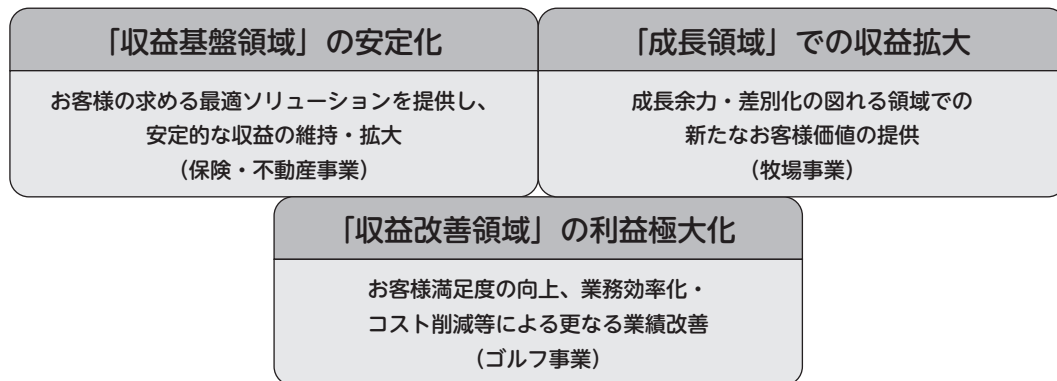 「収益基盤領域」の安定化
お客様の求める最適ソリューションを提供し、
安定的な収益の維持・拡大
（保険・不動産事業）
「成長領域」での収益拡大
成長余力・差別化の図れる領域での
新たなお客様価値の提供
（牧場事業）
「収益改善領域」の利益極大化
お客様満足度の向上、業務効率化・
コスト削減等による更なる業績改善
（ゴルフ事業）